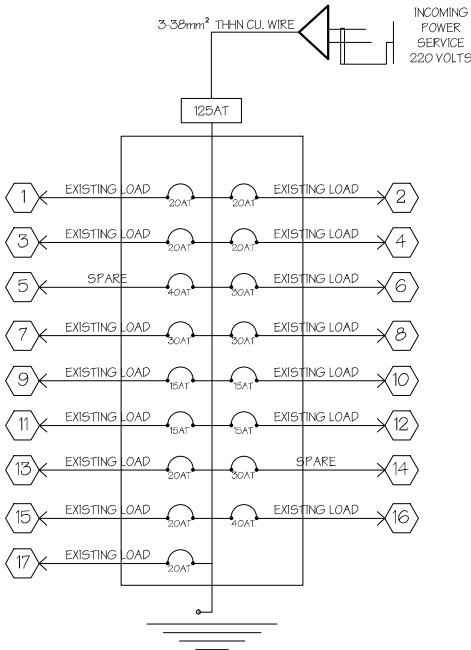 3-38mm² THHN CU. WIRE
INCOMING
POWER
SERVICE
220 VOLTS
125AT
1 EXISTING LOAD 20AT 20AT EXISTING LOAD 2
3 EXISTING LOAD 20AT 20AT EXISTING LOAD 4
5 SPARE 40AT 30AT EXISTING LOAD 6
7 EXISTING LOAD 30AT 30AT EXISTING LOAD 8
9 EXISTING LOAD 15AT 15AT EXISTING LOAD 10
11 EXISTING LOAD 15AT 15AT EXISTING LOAD 12
13 EXISTING LOAD 20AT 30AT SPARE 14
15 EXISTING LOAD 20AT 40AT EXISTING LOAD 16
17 EXISTING LOAD 20AT